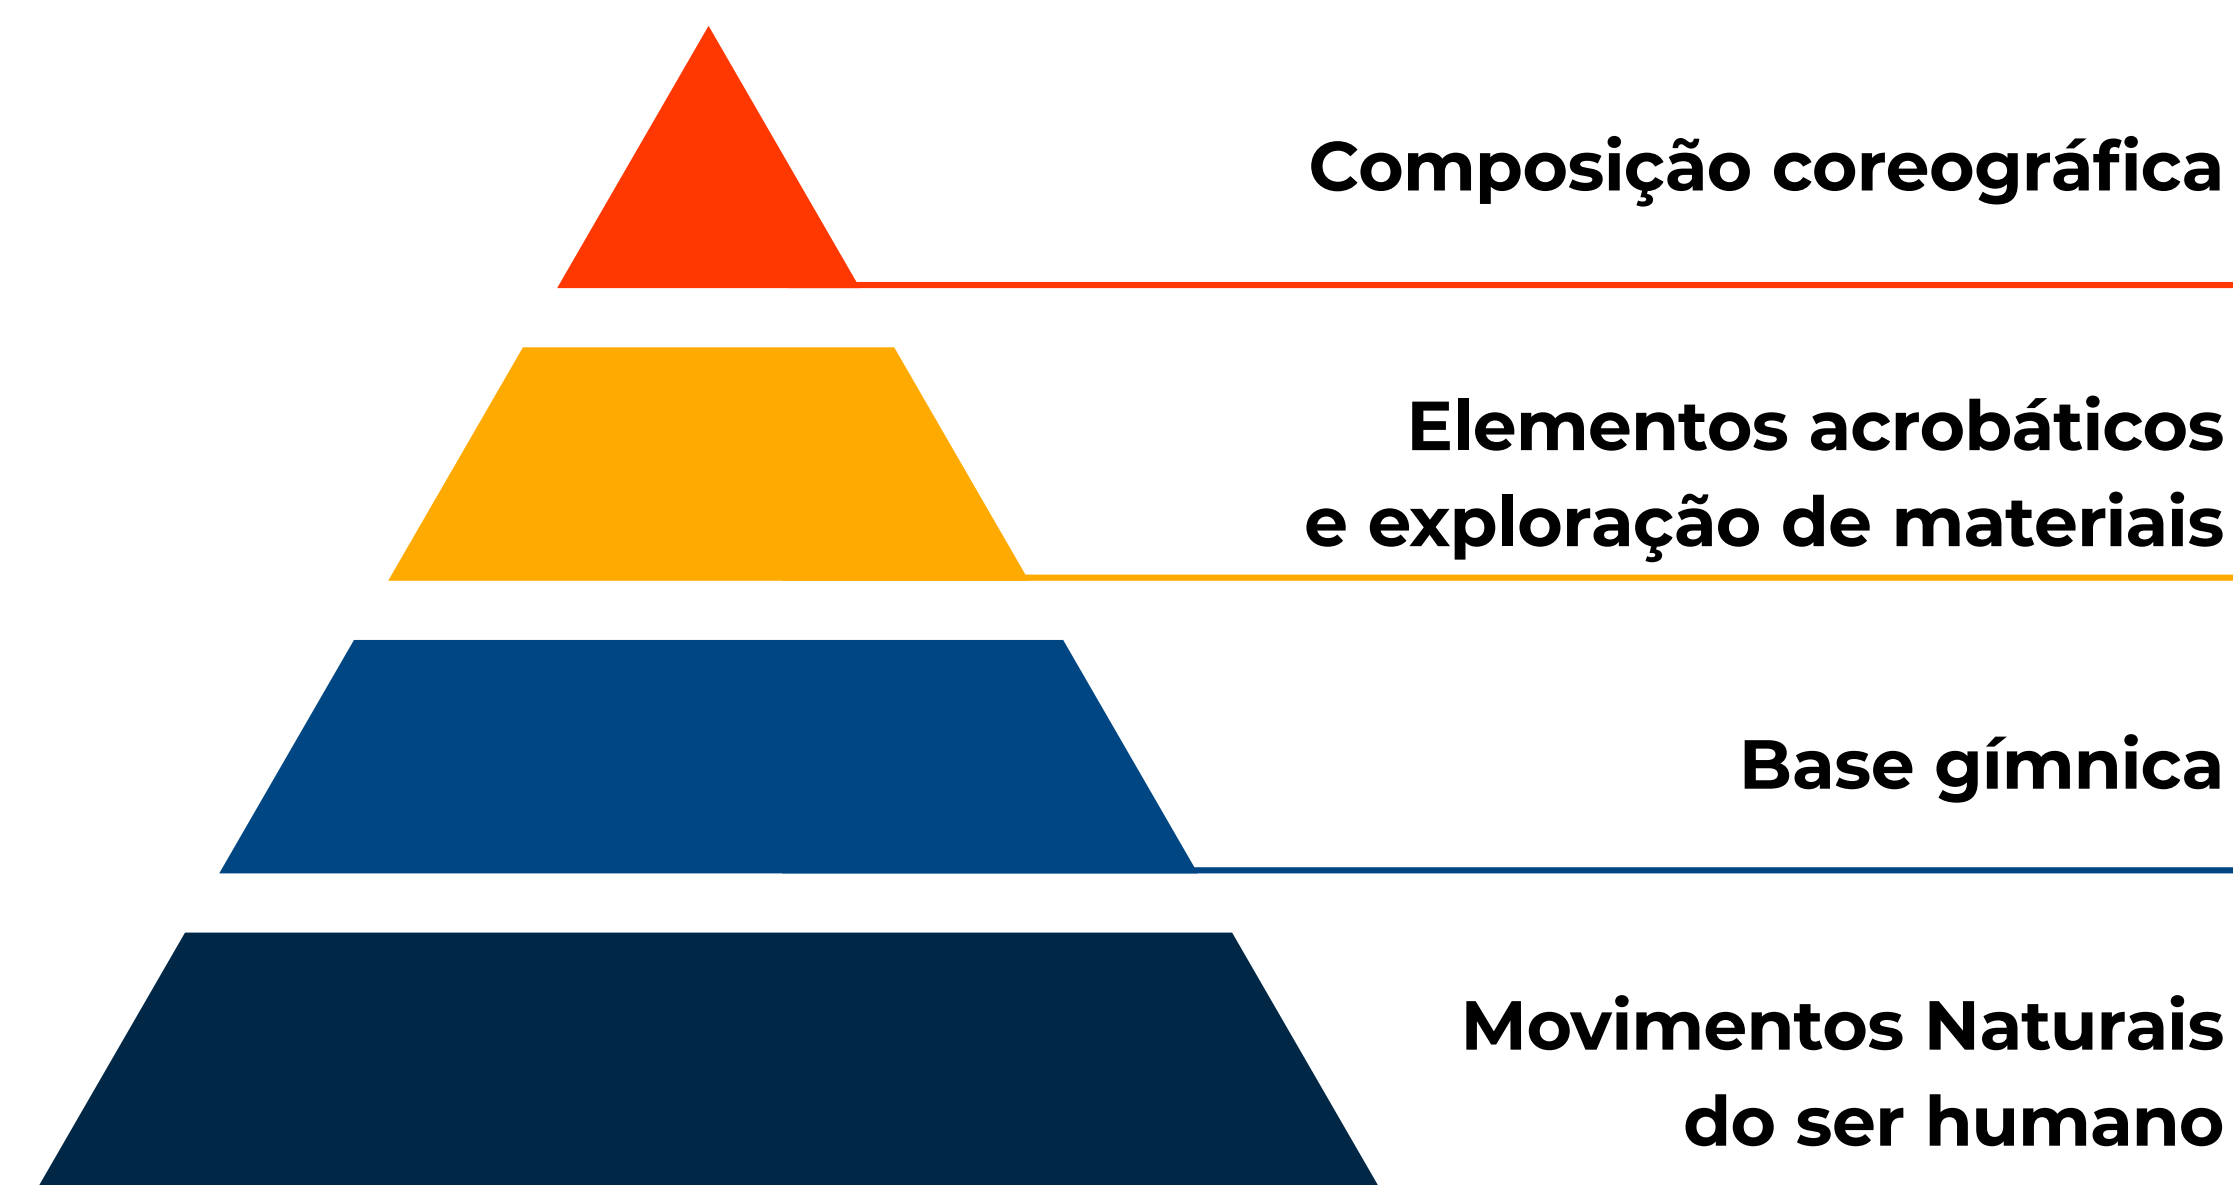 Composição coreográfica
Elementos acrobáticos
e exploração de materiais
Base gímnica
Movimentos Naturais
do ser humano